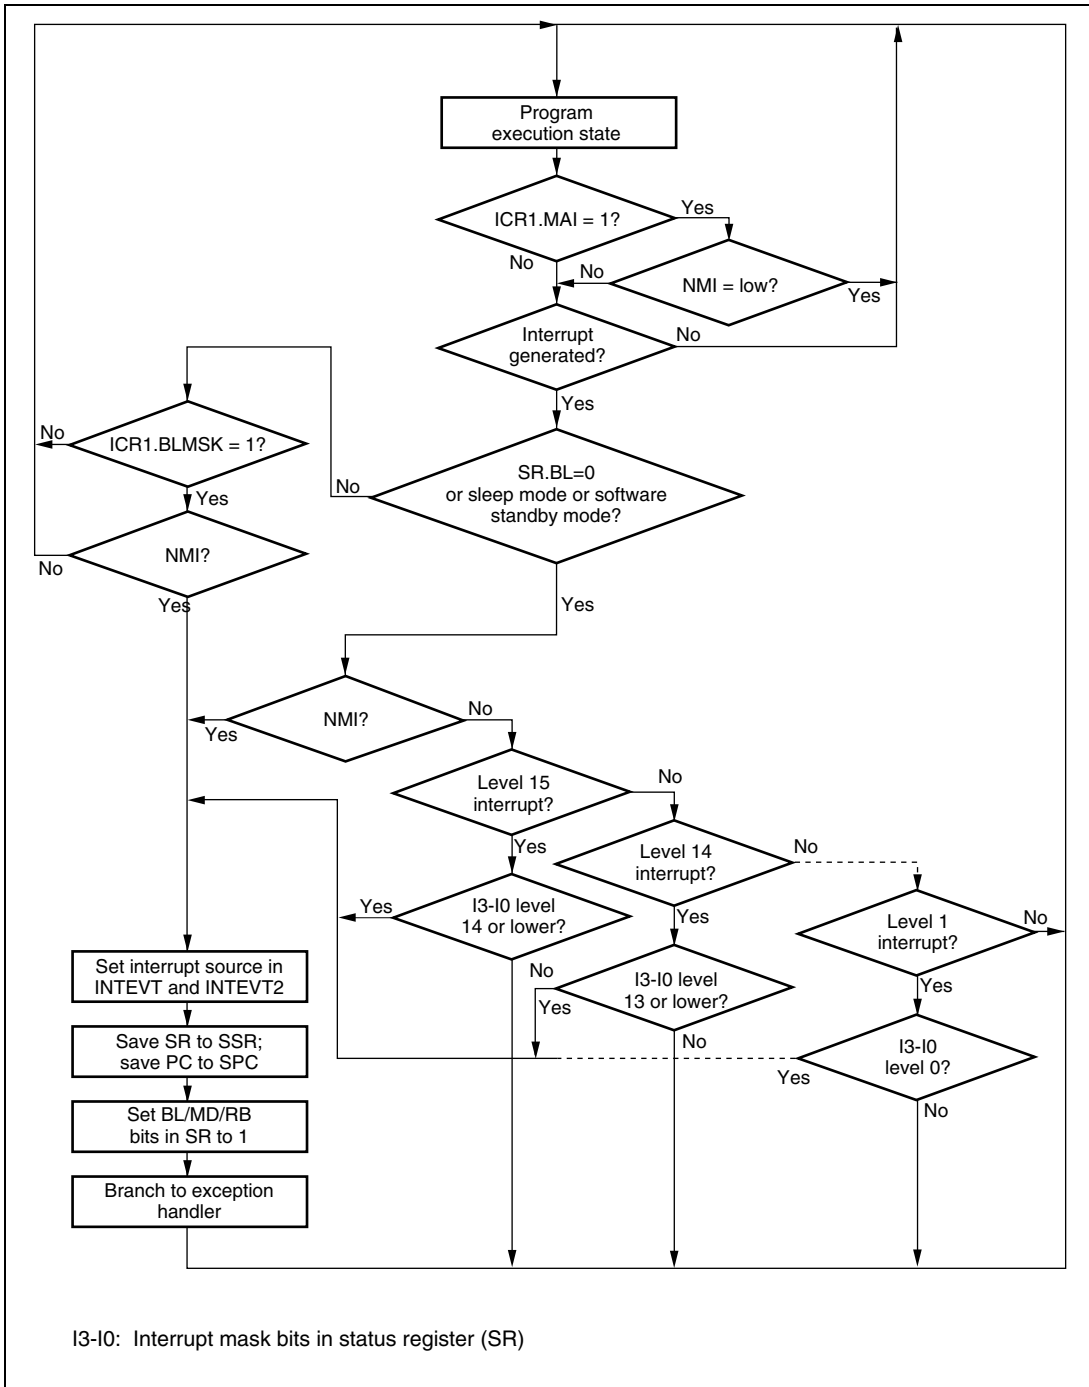 Program
execution state
ICR1.MAI = 1?
Yes
No
NMI = low?
No
Yes
Interrupt
generated?
No
Yes
ICR1.BLMSK = 1?
No
Yes
SR.BL=0
or sleep mode or software
standby mode?
No
Yes
NMI?
No
Yes
NMI?
Yes
No
Level 15
interrupt?
No
Yes
Level 14
interrupt?
No
Yes
I3-I0 level
14 or lower?
Yes
No
Level 1
interrupt?
No
Yes
I3-I0 level
13 or lower?
Yes
No
I3-I0
level 0?
Yes
No
Set interrupt source in
INTEVT and INTEVT2
Save SR to SSR;
save PC to SPC
Set BL/MD/RB
bits in SR to 1
Branch to exception
handler
I3-I0: Interrupt mask bits in status register (SR)